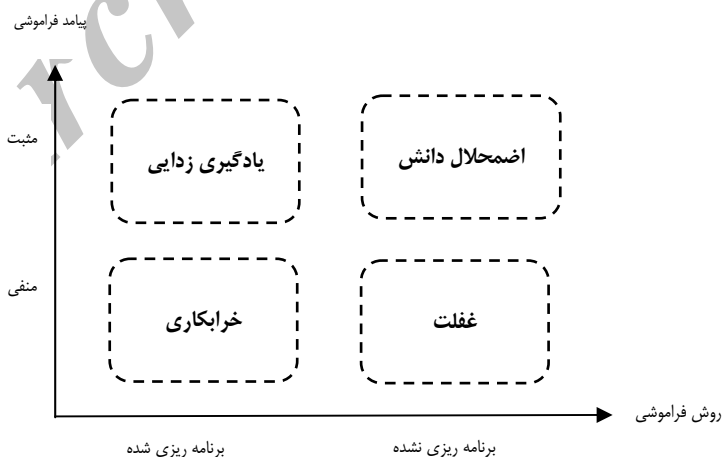 پیامد فراموشی
مثبت
یادگیری زدایی
اضمحلال دانش
منفی
خرابکاری
غفلت
روش فراموشی
برنامه ریزی شده
برنامه ریزی نشده